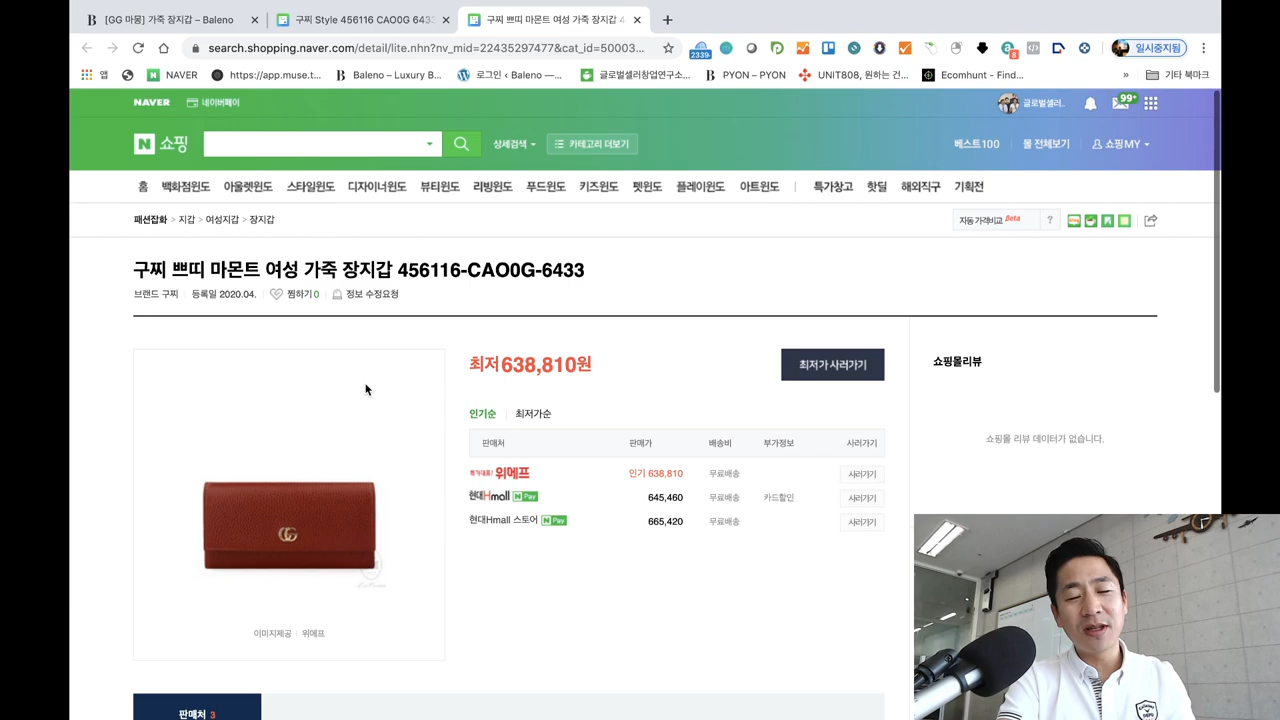 [GG 마몽] 가죽 장지갑 – Baleno
구찌 Style 456116 CAO0G 6433
구찌 쁘띠 마몬트 여성 가죽 장지갑 4
search.shopping.naver.com/detail/lite.nhn?nv_mid=22435297477&cat_id=50003...
2339
8
일시중지됨
앱
NAVER
https://app.muse.t...
Baleno – Luxury B...
로그인 ‹ Baleno —...
글로벌셀러창업연구소...
PYON – PYON
UNIT808, 원하는 건...
Ecomhunt - Find...
»
기타 북마크
NAVER
네이버페이
글로벌셀러..
99+
N 쇼핑
상세검색
카테고리 더보기
베스트100
몰 전체보기
쇼핑MY
홈
백화점윈도
아울렛윈도
스타일윈도
디자이너윈도
뷰티윈도
리빙윈도
푸드윈도
키즈윈도
펫윈도
플레이윈도
아트윈도
특가창고
핫딜
해외직구
기획전
패션잡화 > 지갑 > 여성지갑 > 장지갑
자동 가격비교 Beta
?
구찌 쁘띠 마몬트 여성 가죽 장지갑 456116-CAO0G-6433
브랜드 구찌
등록일 2020.04.
찜하기 0
정보 수정요청
최저 638,810원
최저가 사러가기
쇼핑몰리뷰
인기순
최저가순
판매처
판매가
배송비
부가정보
사러가기
특가대표! 위메프
인기 638,810
무료배송
사러가기
현대Hmall N Pay
645,460
무료배송
카드할인
사러가기
현대Hmall 스토어 N Pay
665,420
무료배송
사러가기
쇼핑몰 리뷰 데이터가 없습니다.
이미지제공
위메프
판매처 3